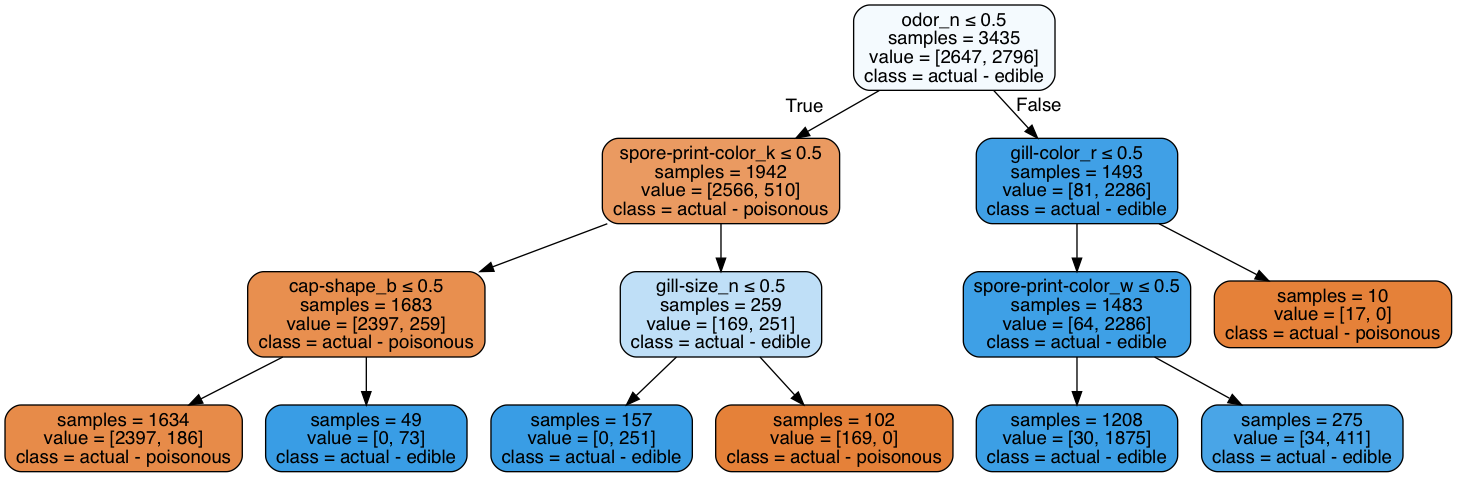 odor_n ≤ 0.5
samples = 3435
value = [2647, 2796]
class = actual - edible
True
False
spore-print-color_k ≤ 0.5
samples = 1942
value = [2566, 510]
class = actual - poisonous
gill-color_r ≤ 0.5
samples = 1493
value = [81, 2286]
class = actual - edible
cap-shape_b ≤ 0.5
samples = 1683
value = [2397, 259]
class = actual - poisonous
gill-size_n ≤ 0.5
samples = 259
value = [169, 251]
class = actual - edible
spore-print-color_w ≤ 0.5
samples = 1483
value = [64, 2286]
class = actual - edible
samples = 10
value = [17, 0]
class = actual - poisonous
samples = 1634
value = [2397, 186]
class = actual - poisonous
samples = 49
value = [0, 73]
class = actual - edible
samples = 157
value = [0, 251]
class = actual - edible
samples = 102
value = [169, 0]
class = actual - poisonous
samples = 1208
value = [30, 1875]
class = actual - edible
samples = 275
value = [34, 411]
class = actual - edible